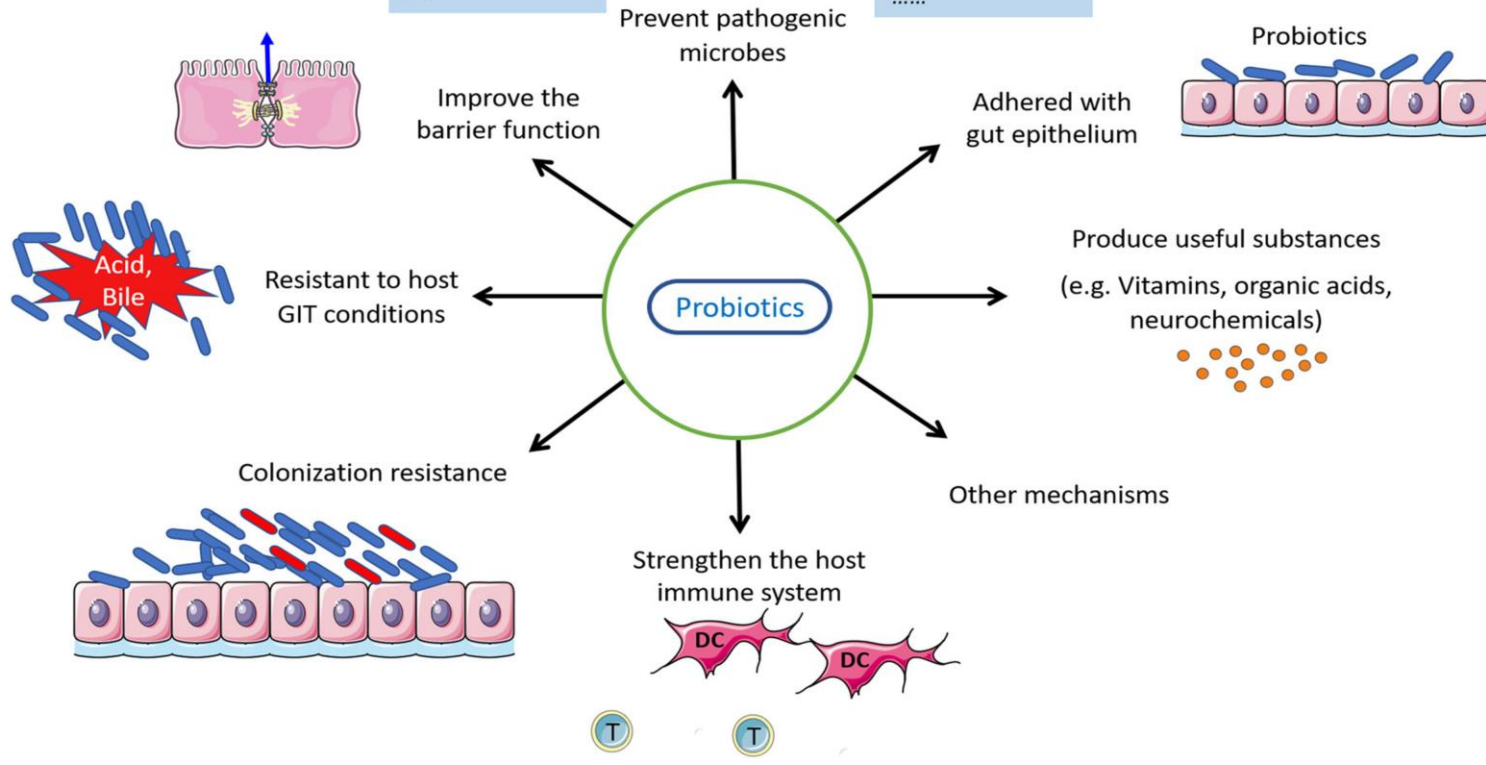 ......
Prevent pathogenic
microbes
Probiotics
Improve the
barrier function
Adhered with
gut epithelium
Produce useful substances
(e.g. Vitamins, organic acids,
neurochemicals)
Acid,
Bile
Resistant to host
GIT conditions
Probiotics
Colonization resistance
Other mechanisms
Strengthen the host
immune system
DC
DC
T
T